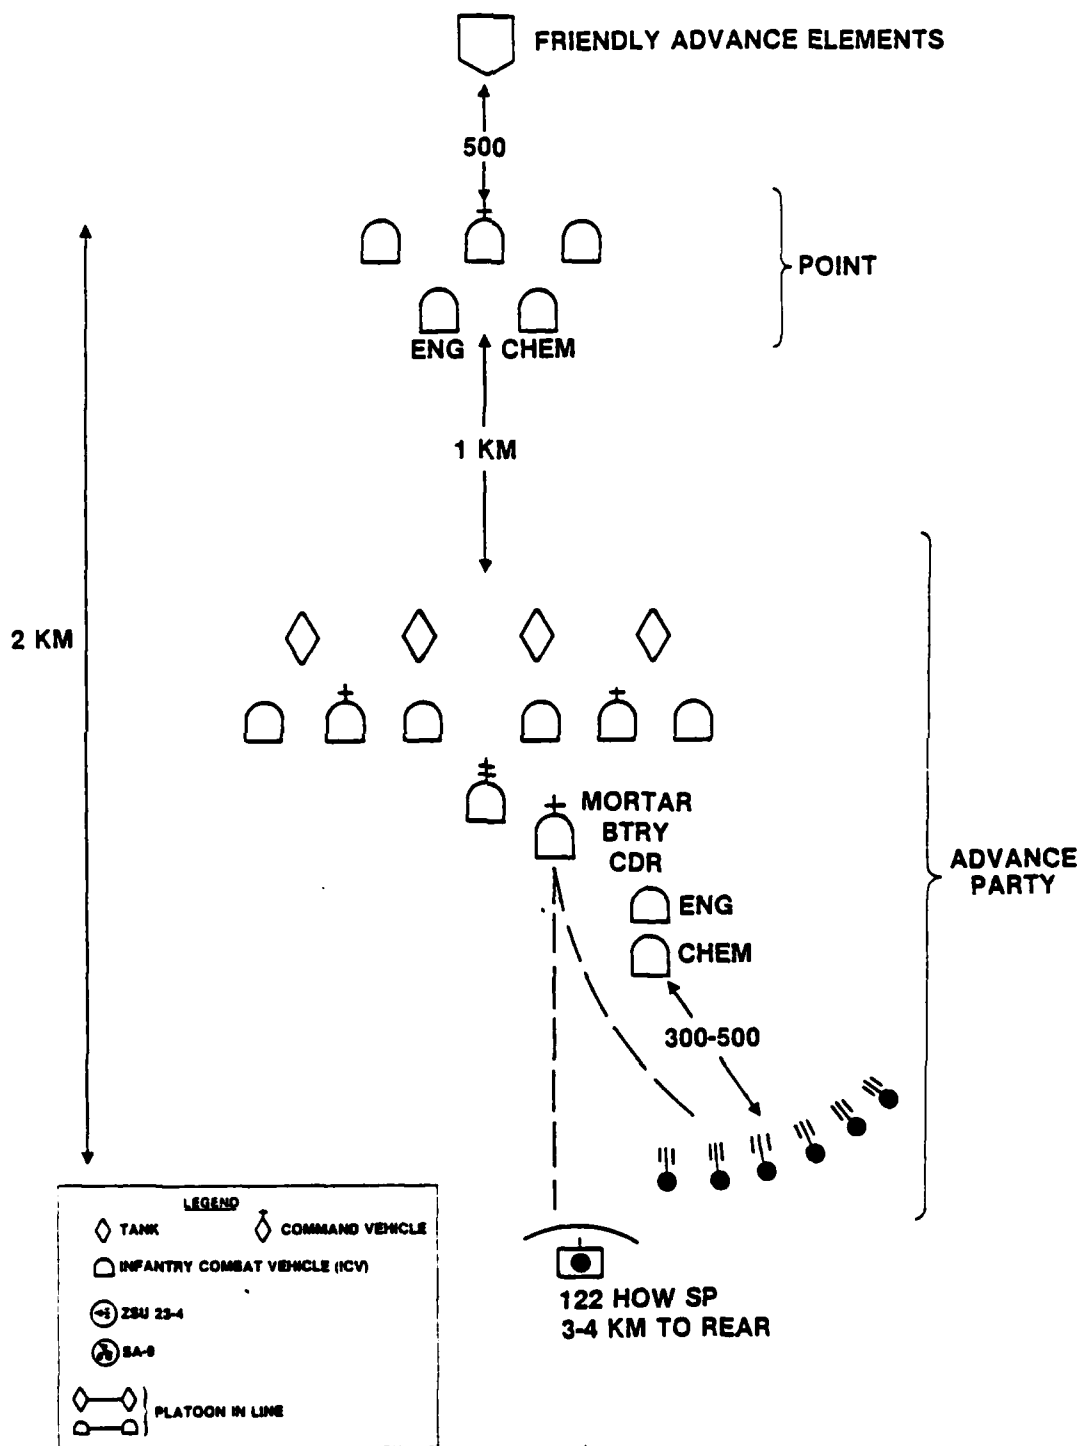 FRIENDLY ADVANCE ELEMENTS
500
POINT
ENG CHEM
1 KM
2 KM
MORTAR
BTRY
CDR
ENG
CHEM
ADVANCE
PARTY
300-500
122 HOW SP
3-4 KM TO REAR
LEGEND
TANK
COMMAND VEHICLE
INFANTRY COMBAT VEHICLE (ICV)
ZSU 23-4
SA-9
PLATOON IN LINE